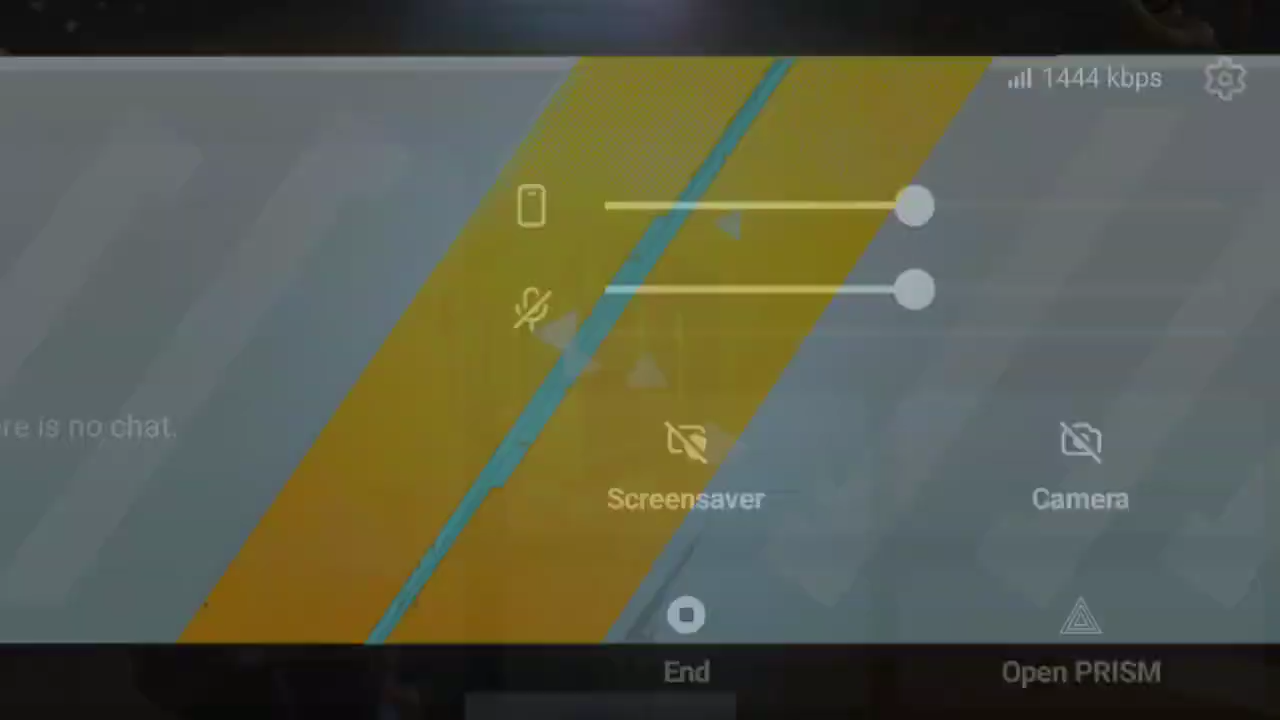 1444 kbps
re is no chat.
Screensaver
Camera
End
Open PRISM